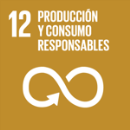 12 PRODUCCIÓN
Y CONSUMO
RESPONSABLES